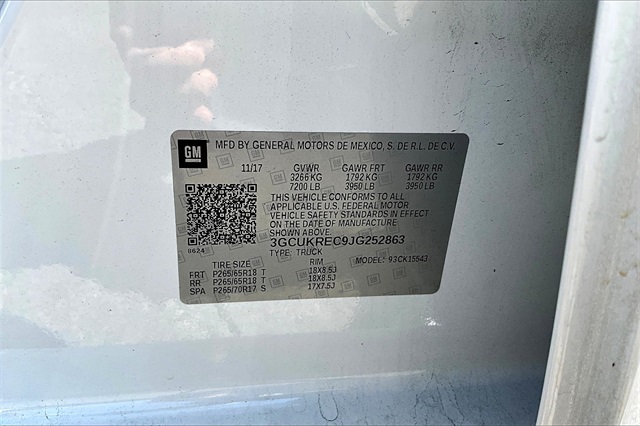 GM
MFD BY GENERAL MOTORS DE MEXICO, S. DE R.L. DE C.V.
11/17 GVWR GAWR FRT GAWR RR
3266 KG 1792 KG 1792 KG
7200 LB 3950 LB 3950 LB
THIS VEHICLE CONFORMS TO ALL
APPLICABLE U.S. FEDERAL MOTOR
VEHICLE SAFETY STANDARDS IN EFFECT
ON THE DATE OF MANUFACTURE SHOWN ABOVE.
3GCUKREC9JG252863
0624
TYPE: TRUCK MODEL: 93CK15543
TIRE SIZE RIM
FRT P265/65R18 T 18X8.5J
RR P265/65R18 T 18X8.5J
SPA P265/70R17 S 17X7.5J